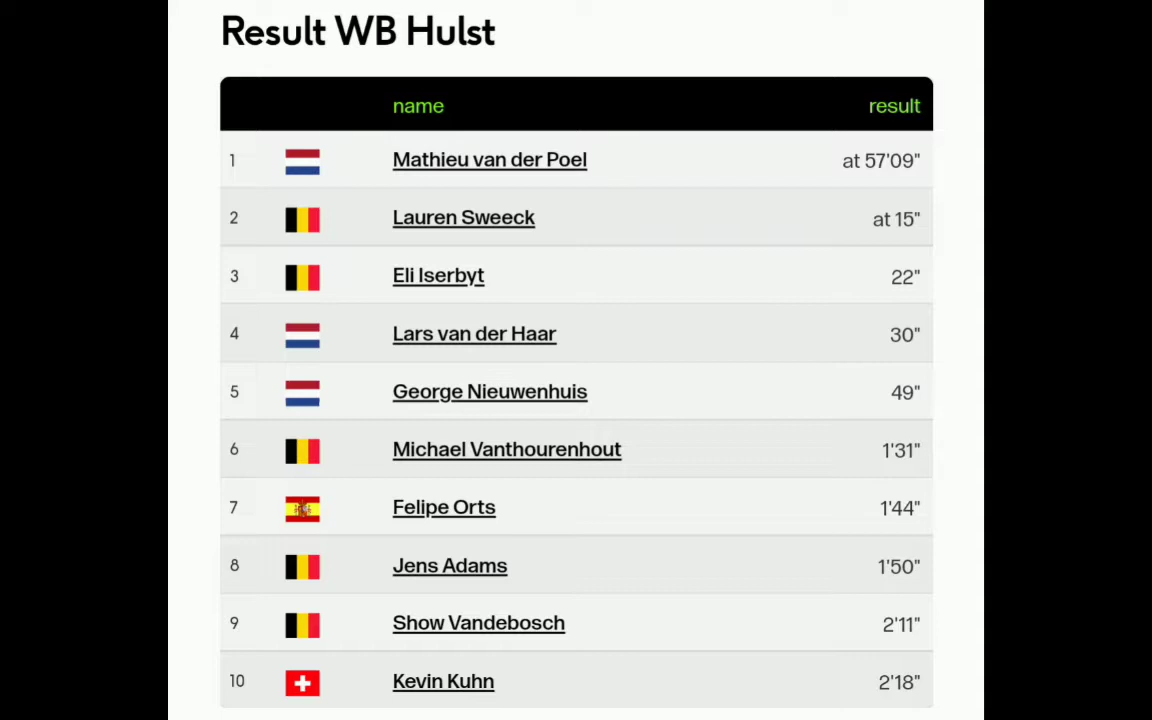 Result WB Hulst
name result
1 Mathieu van der Poel at 57'09"
2 Lauren Sweeck at 15"
3 Eli Iserbyt 22"
4 Lars van der Haar 30"
5 George Nieuwenhuis 49"
6 Michael Vanthourenhout 1'31"
7 Felipe Orts 1'44"
8 Jens Adams 1'50"
9 Show Vandebosch 2'11"
10 Kevin Kuhn 2'18"